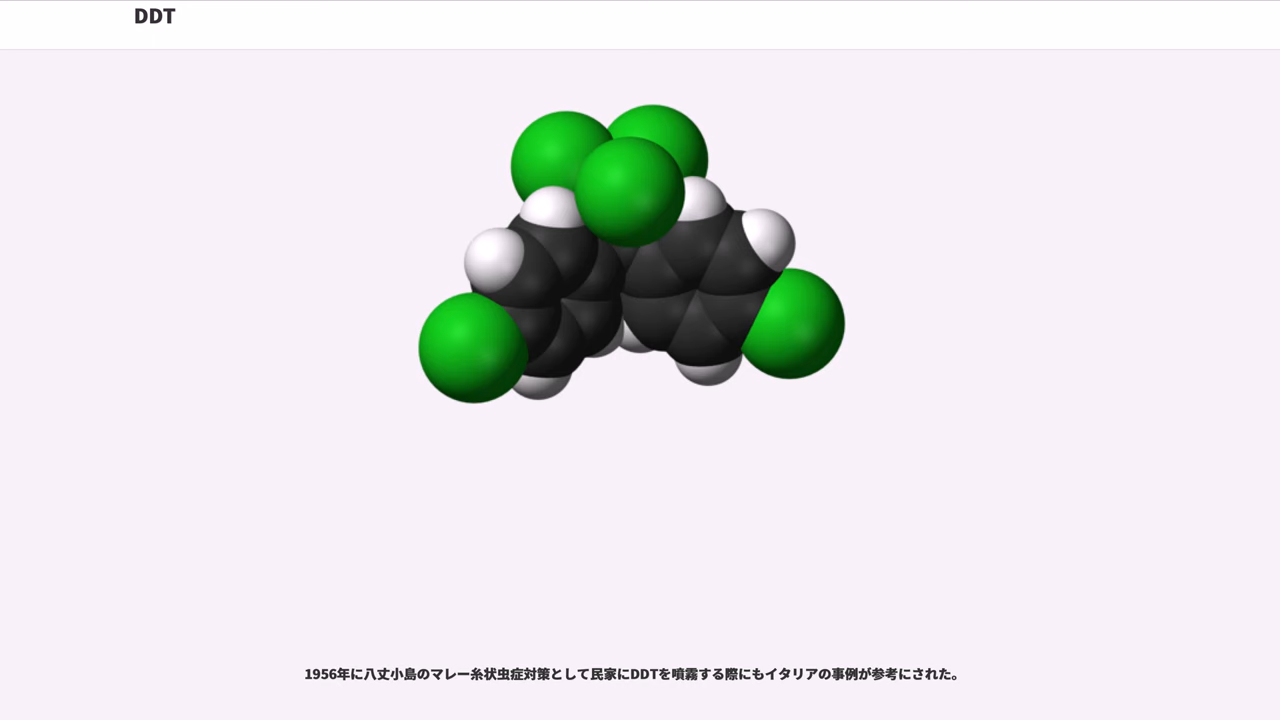 DDT
1956年に八丈小島のマレー糸状虫症対策として民家にDDTを噴霧する際にもイタリアの事例が参考にされた。